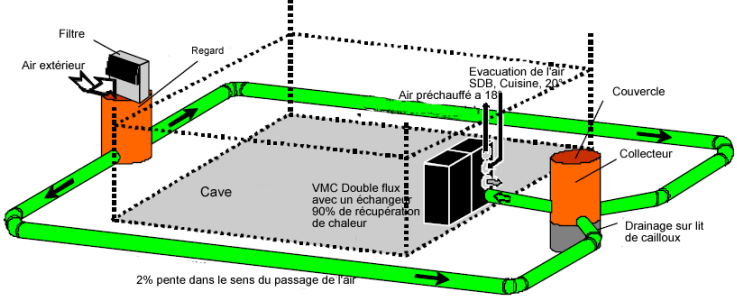 Filtre
Regard
Air extérieur
Evacuation de l'air
SDB, Cuisine, 20°
Air préchauffé a 18
Couvercle
Collecteur
Cave
VMC Double flux
avec un échangeur
90% de récupération
de chaleur
Drainage sur lit
de cailloux
2% pente dans le sens du passage de l'air